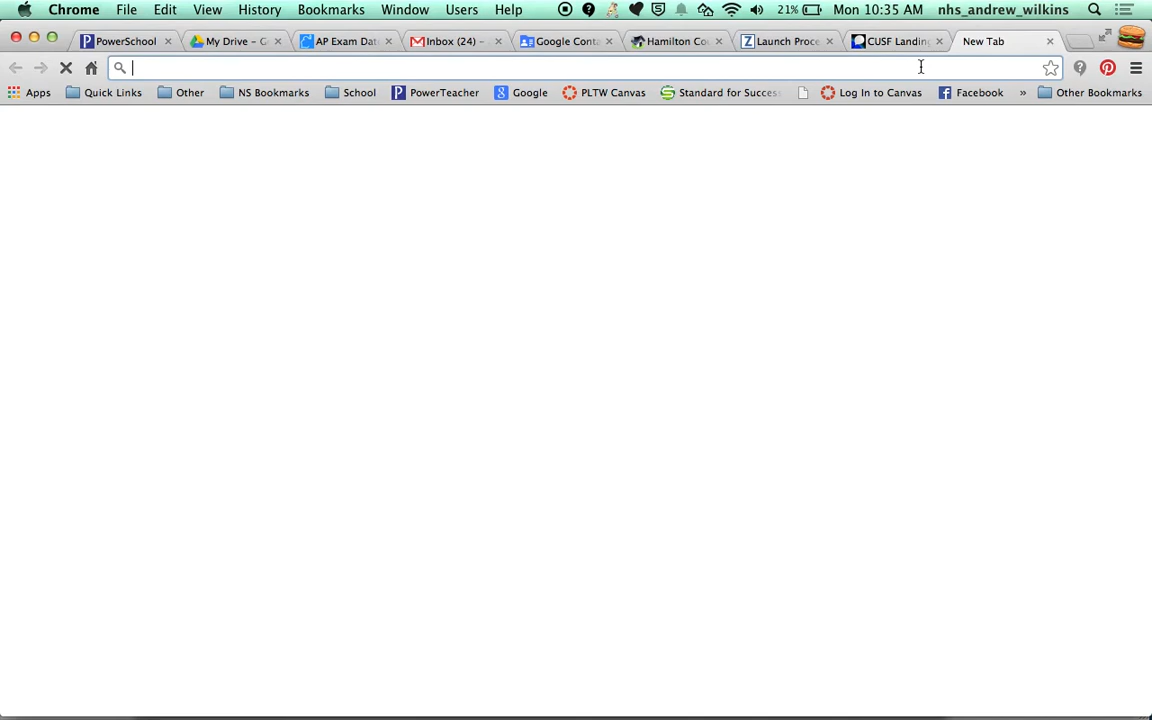 Chrome File Edit View History Bookmarks Window Users Help 21% Mon 10:35 AM nhs_andrew_wilkins
PowerSchool My Drive - G AP Exam Dat Inbox (24) - Google Conta Hamilton Co Launch Proce CUSF Landing New Tab
Apps Quick Links Other NS Bookmarks School PowerTeacher Google PLTW Canvas Standard for Success Log In to Canvas Facebook » Other Bookmarks